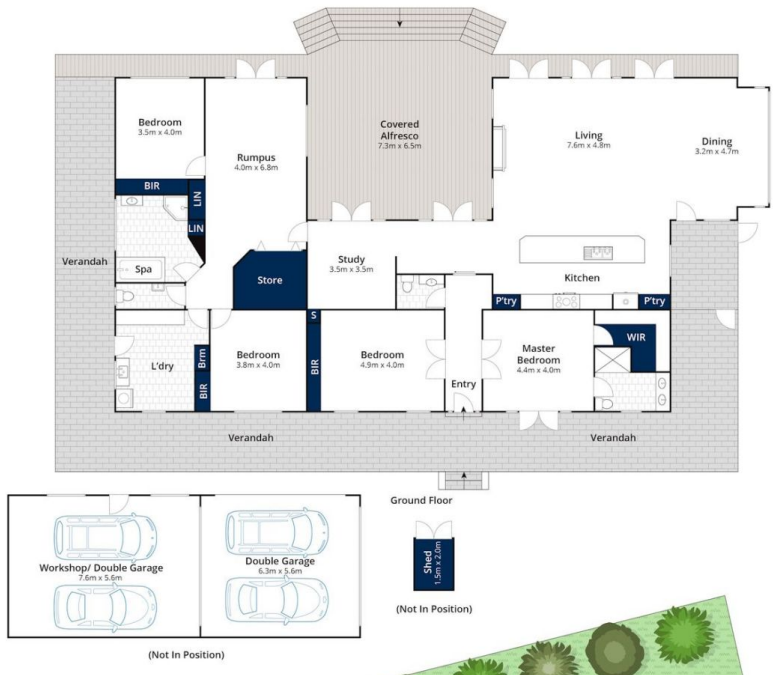 Covered
Alfresco
7.3m x 6.5m
Bedroom
3.5m x 4.0m
Rumpus
4.0m x 6.8m
Living
7.6m x 4.8m
Dining
3.2m x 4.7m
BIR
LIN
LIN
Verandah
Spa
Store
Study
3.5m x 3.5m
Kitchen
P'try
P'try
S
L'dry
Brm
BIR
Bedroom
3.8m x 4.0m
BIR
Bedroom
4.9m x 4.0m
Entry
Master
Bedroom
4.4m x 4.0m
WIR
Verandah
Verandah
Ground Floor
Workshop/ Double Garage
7.6m x 5.6m
Double Garage
6.3m x 5.6m
Shed
1.5m x 2.0m
(Not In Position)
(Not In Position)